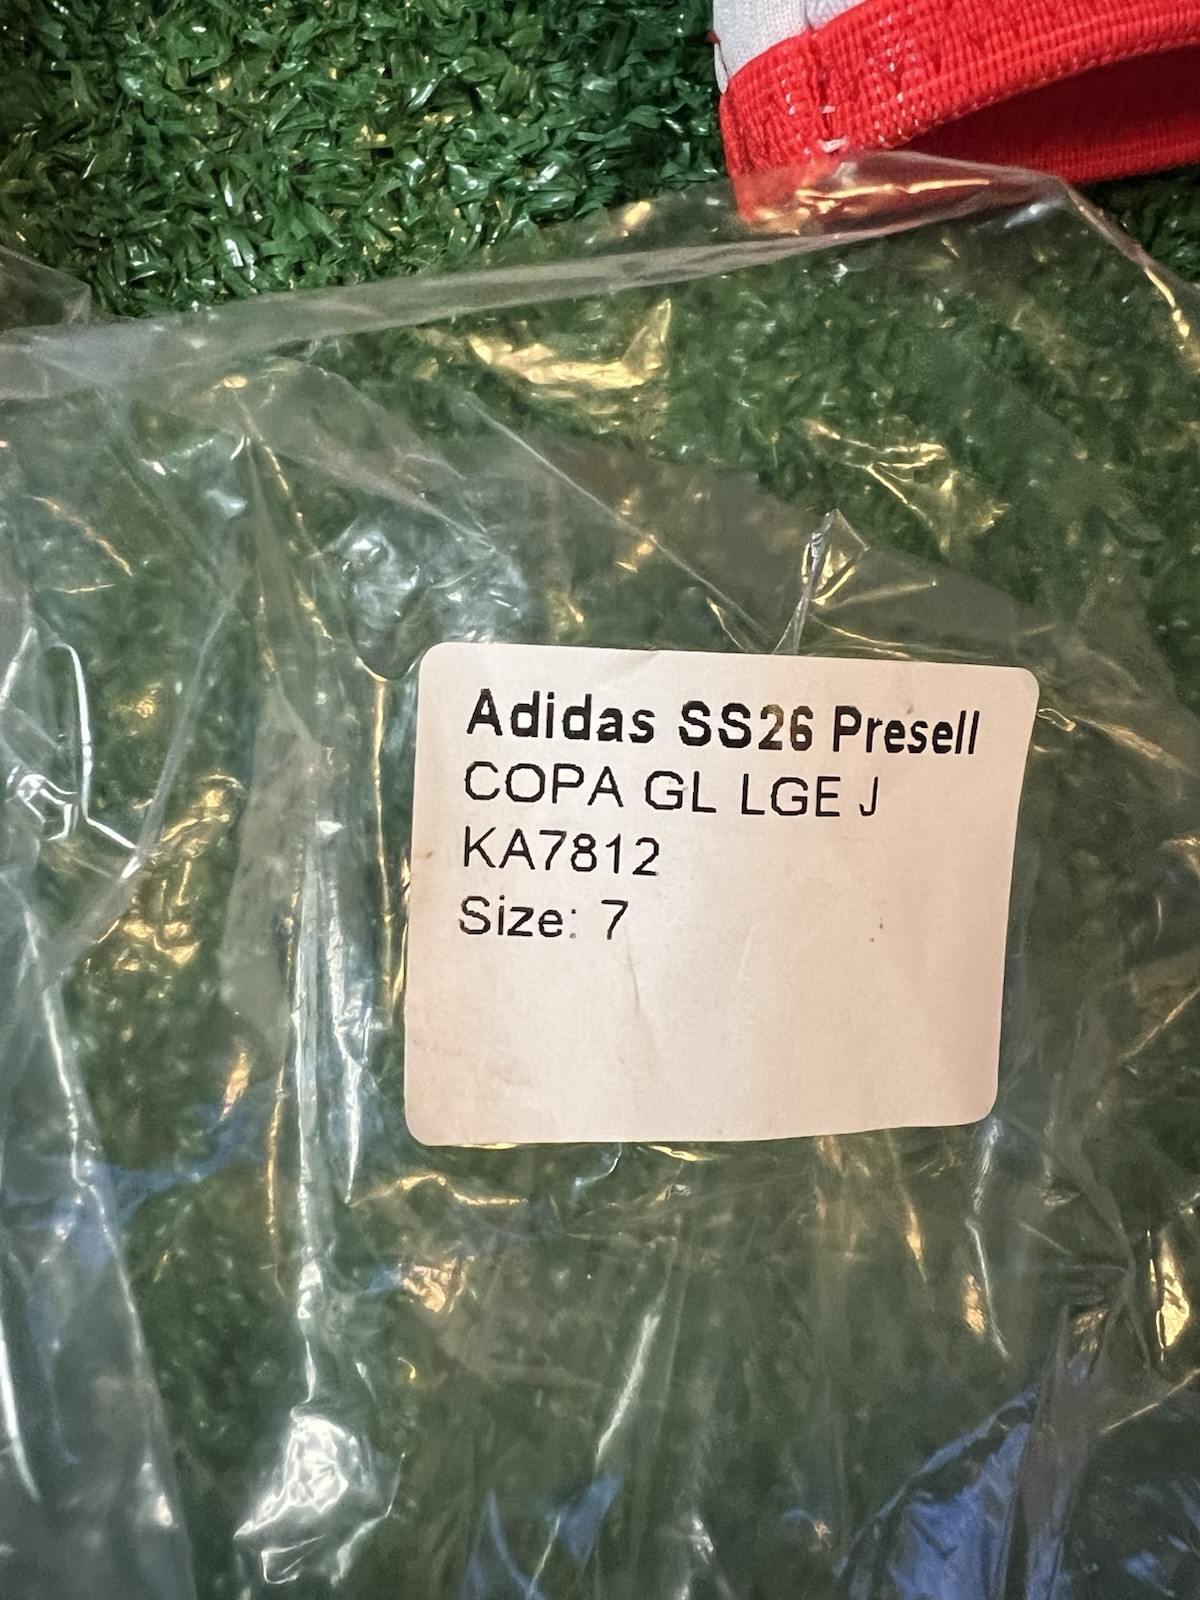 Adidas SS26 Presell
COPA GL LGE J
KA7812
Size: 7